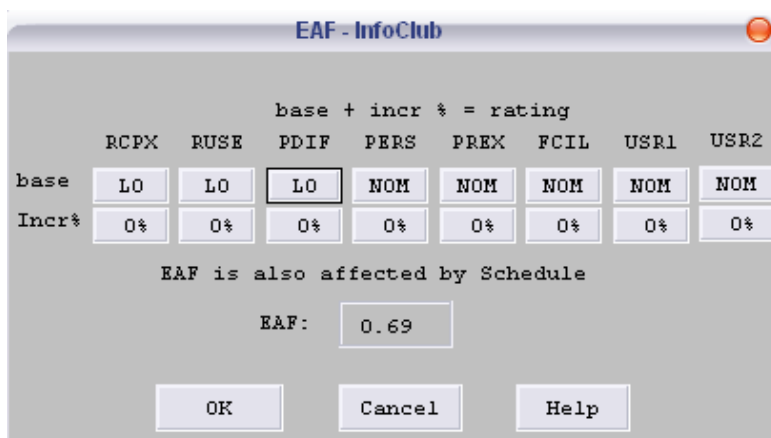 EAF - InfoClub
base + incr % = rating
RCPX RUSE PDIF PERS PREX FCIL USR1 USR2
base LO LO LO NOM NOM NOM NOM NOM
Incr% 0% 0% 0% 0% 0% 0% 0% 0%
EAF is also affected by Schedule
EAF: 0.69
OK Cancel Help